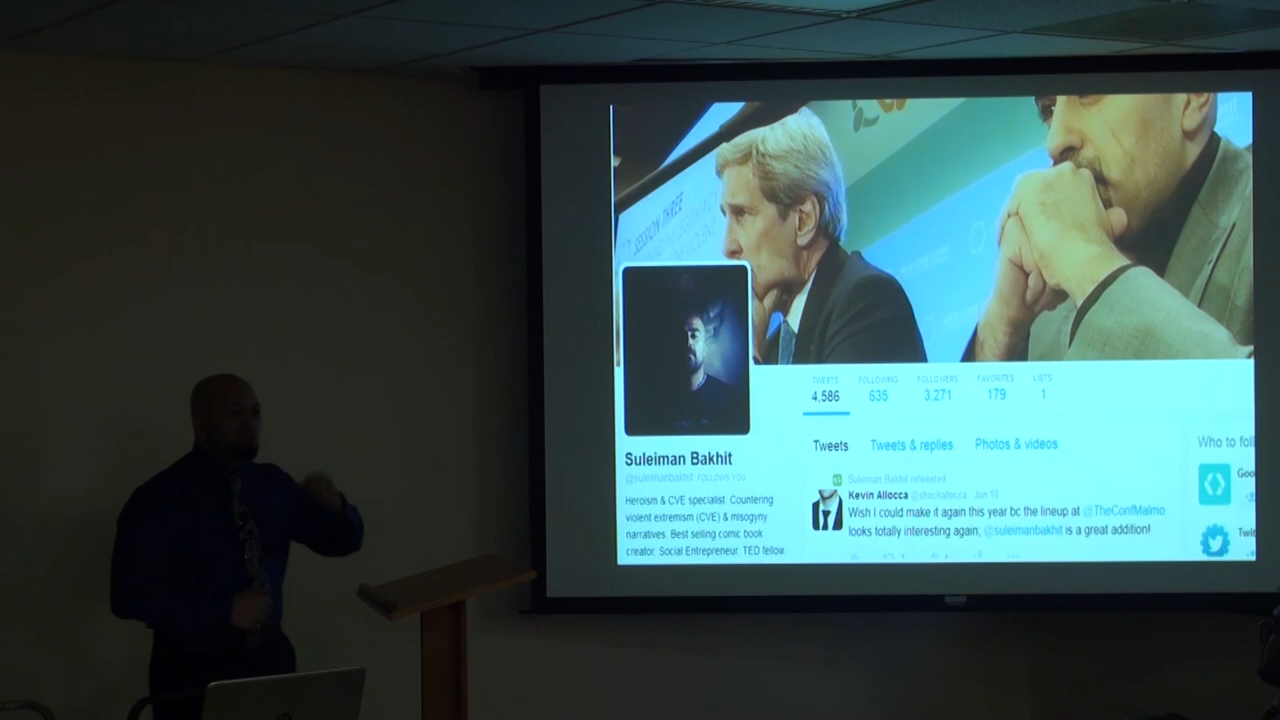 SESSION THREE
TWEETS FOLLOWING FOLLOWERS FAVORITES LISTS
4,586 635 3,271 179 1
Suleiman Bakhit
@suleimanbakhit FOLLOWS YOU
Heroism & CVE specialist. Countering
violent extremism (CVE) & misogyny
narratives. Best selling comic book
creator. Social Entrepreneur. TED fellow.
Tweets Tweets & replies Photos & videos
Suleiman Bakhit retweeted
Kevin Allocca @shockallocca · Jun 10
Wish I could make it again this year bc the lineup at @TheConfMalmo
looks totally interesting again, @suleimanbakhit is a great addition!
Who to foll
Goo
Twit